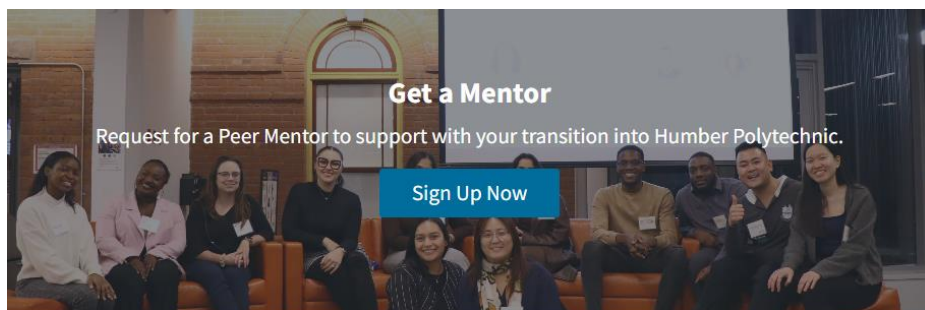 Get a Mentor
Request for a Peer Mentor to support with your transition into Humber Polytechnic.
Sign Up Now